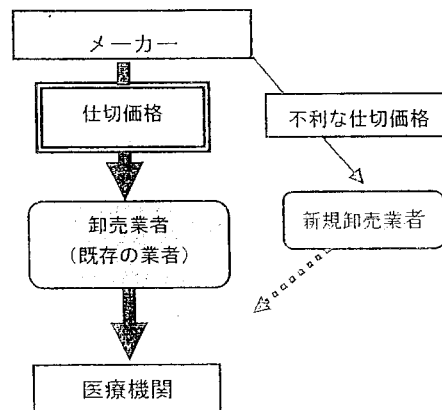 メーカー
仕切価格
不利な仕切価格
卸売業者
(既存の業者)
新規卸売業者
医療機関